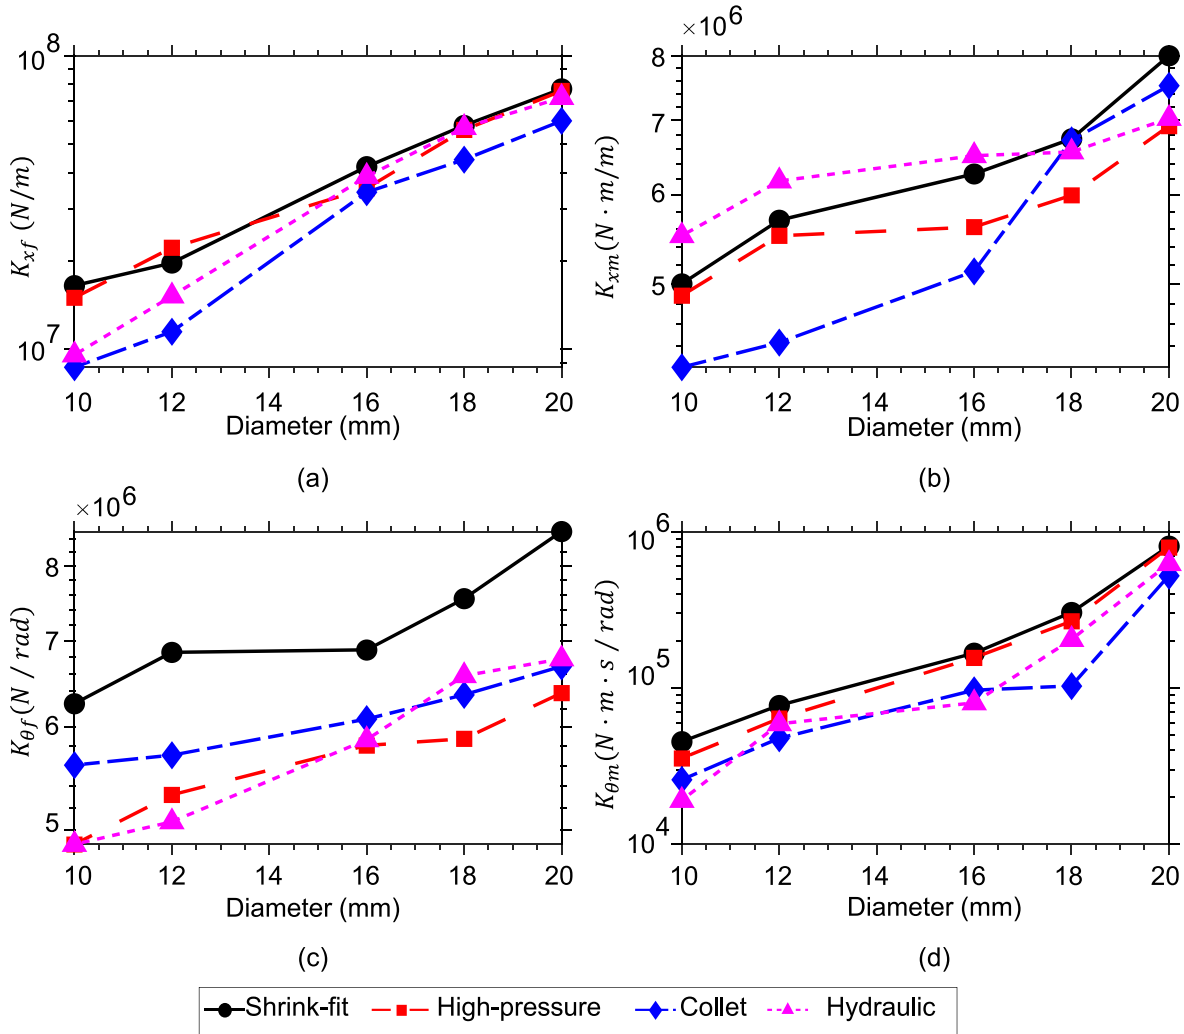 10^8
10^7
K_xf (N/m)
10 12 14 16 18 20
Diameter (mm)
(a)
×10^6
8
7
6
5
K_xm(N · m/m)
10 12 14 16 18 20
Diameter (mm)
(b)
×10^6
8
7
6
5
K_θf(N / rad)
10 12 14 16 18 20
Diameter (mm)
(c)
10^6
10^5
10^4
K_θm(N · m · s / rad)
10 12 14 16 18 20
Diameter (mm)
(d)
Shrink-fit High-pressure Collet Hydraulic